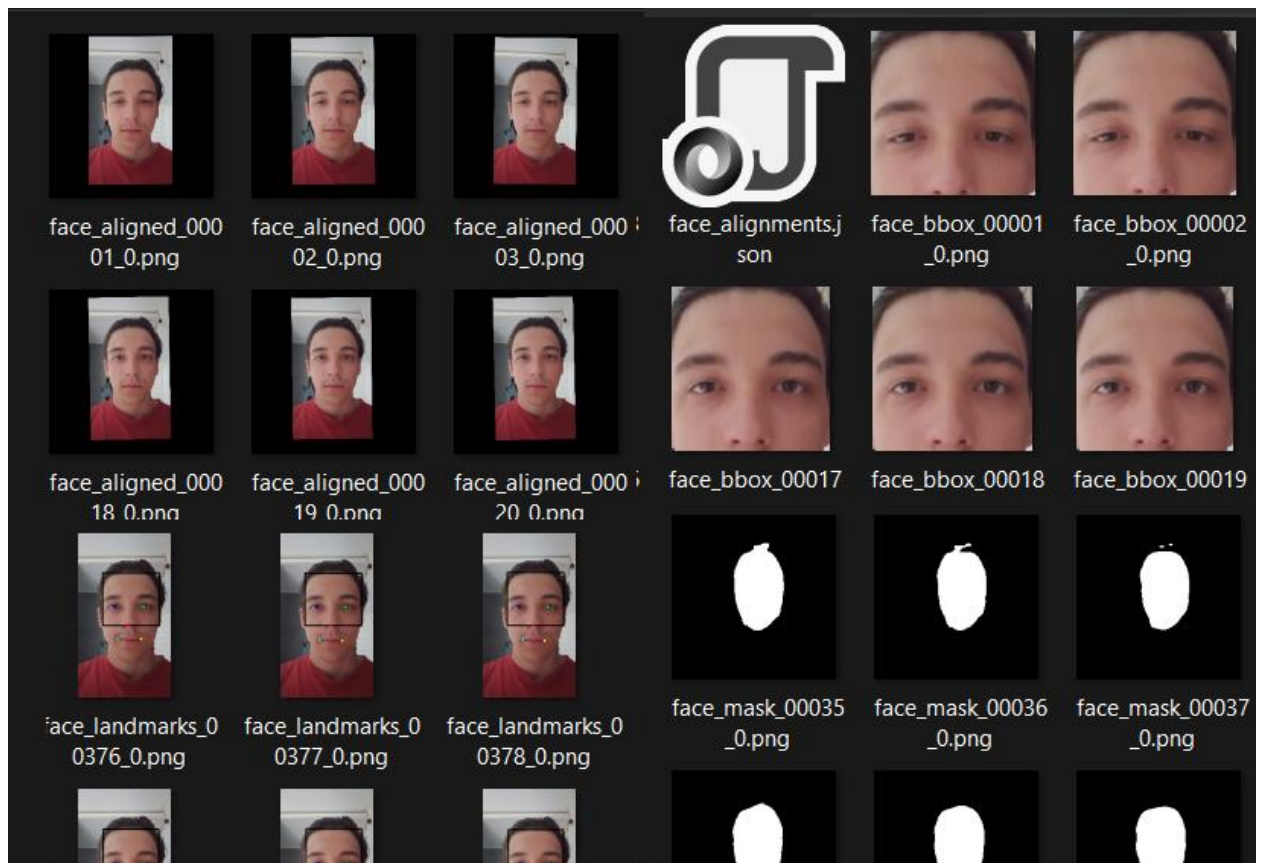 face_aligned_000
01_0.png
face_aligned_000
02_0.png
face_aligned_000
03_0.png
face_alignments.j
son
face_bbox_00001
_0.png
face_bbox_00002
_0.png
face_aligned_000
18_0.png
face_aligned_000
19_0.png
face_aligned_000
20_0.png
face_bbox_00017
face_bbox_00018
face_bbox_00019
face_landmarks_0
0376_0.png
face_landmarks_0
0377_0.png
face_landmarks_0
0378_0.png
face_mask_00035
_0.png
face_mask_00036
_0.png
face_mask_00037
_0.png